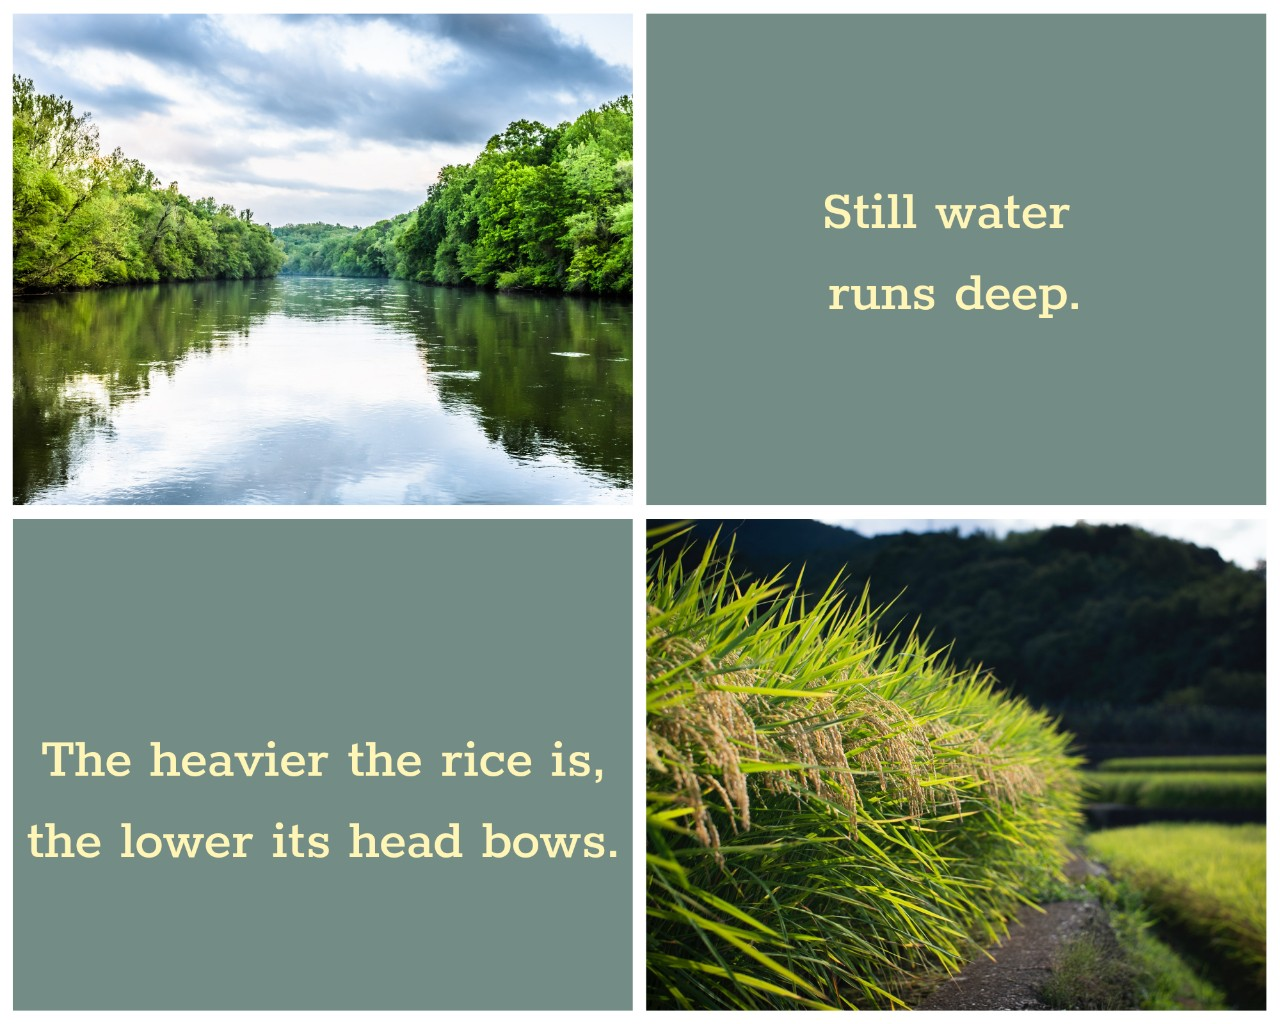 Still water
runs deep.
The heavier the rice is,
the lower its head bows.